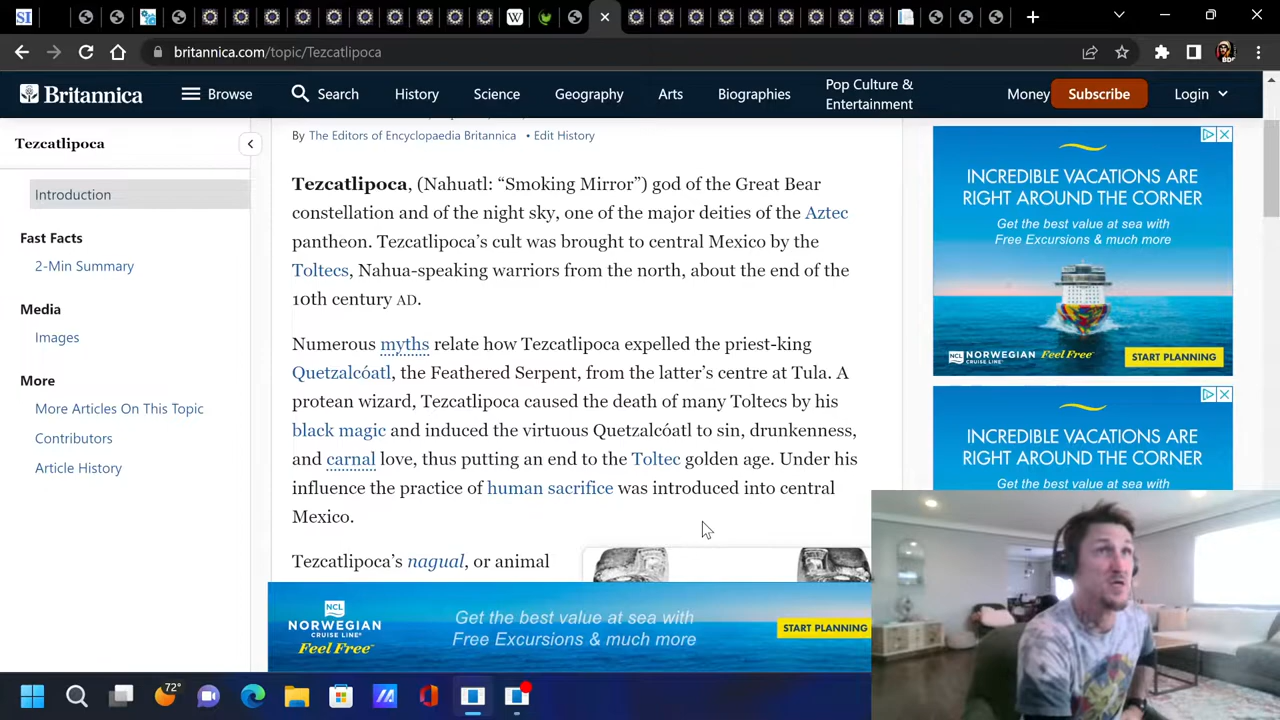 SI
W
britannica.com/topic/Tezcatlipoca
Britannica
Browse
Search
History
Science
Geography
Arts
Biographies
Pop Culture &
Entertainment
Money
Subscribe
Login
Tezcatlipoca
Introduction
Fast Facts
2-Min Summary
Media
Images
More
More Articles On This Topic
Contributors
Article History
By The Editors of Encyclopaedia Britannica • Edit History
Tezcatlipoca, (Nahuatl: “Smoking Mirror”) god of the Great Bear
constellation and of the night sky, one of the major deities of the Aztec
pantheon. Tezcatlipoca’s cult was brought to central Mexico by the
Toltecs, Nahua-speaking warriors from the north, about the end of the
10th century AD.
Numerous myths relate how Tezcatlipoca expelled the priest-king
Quetzalcóatl, the Feathered Serpent, from the latter’s centre at Tula. A
protean wizard, Tezcatlipoca caused the death of many Toltecs by his
black magic and induced the virtuous Quetzalcóatl to sin, drunkenness,
and carnal love, thus putting an end to the Toltec golden age. Under his
influence the practice of human sacrifice was introduced into central
Mexico.
Tezcatlipoca’s nagual, or animal
INCREDIBLE VACATIONS ARE
RIGHT AROUND THE CORNER
Get the best value at sea with
Free Excursions & much more
NCL NORWEGIAN Feel Free
CRUISE LINE
START PLANNING
INCREDIBLE VACATIONS ARE
RIGHT AROUND THE CORNER
Get the best value at sea with
NCL
NORWEGIAN
CRUISE LINE
Feel Free
Get the best value at sea with
Free Excursions & much more
START PLANNING
72°